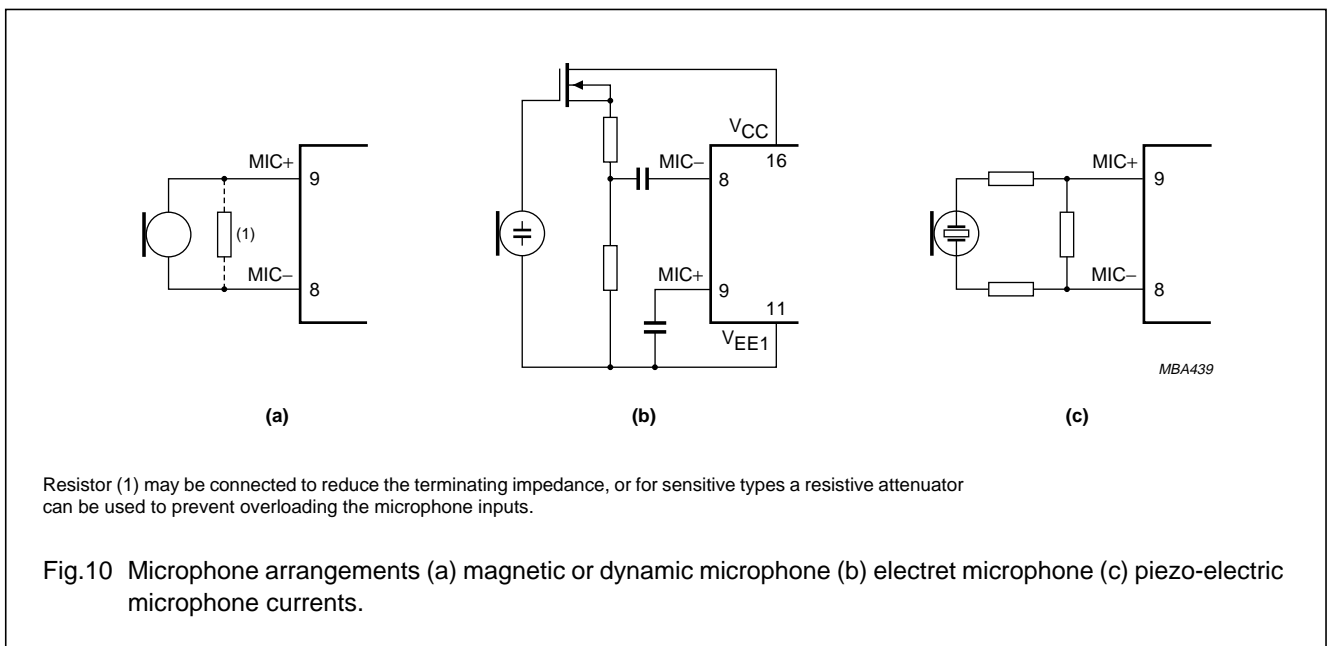 MIC+
9
(1)
MIC−
8
VCC
16
MIC−
8
MIC+
9
11
VEE1
MIC+
9
MIC−
8
MBA439
(a)
(b)
(c)
Resistor (1) may be connected to reduce the terminating impedance, or for sensitive types a resistive attenuator
can be used to prevent overloading the microphone inputs.
Fig.10 Microphone arrangements (a) magnetic or dynamic microphone (b) electret microphone (c) piezo-electric
microphone currents.